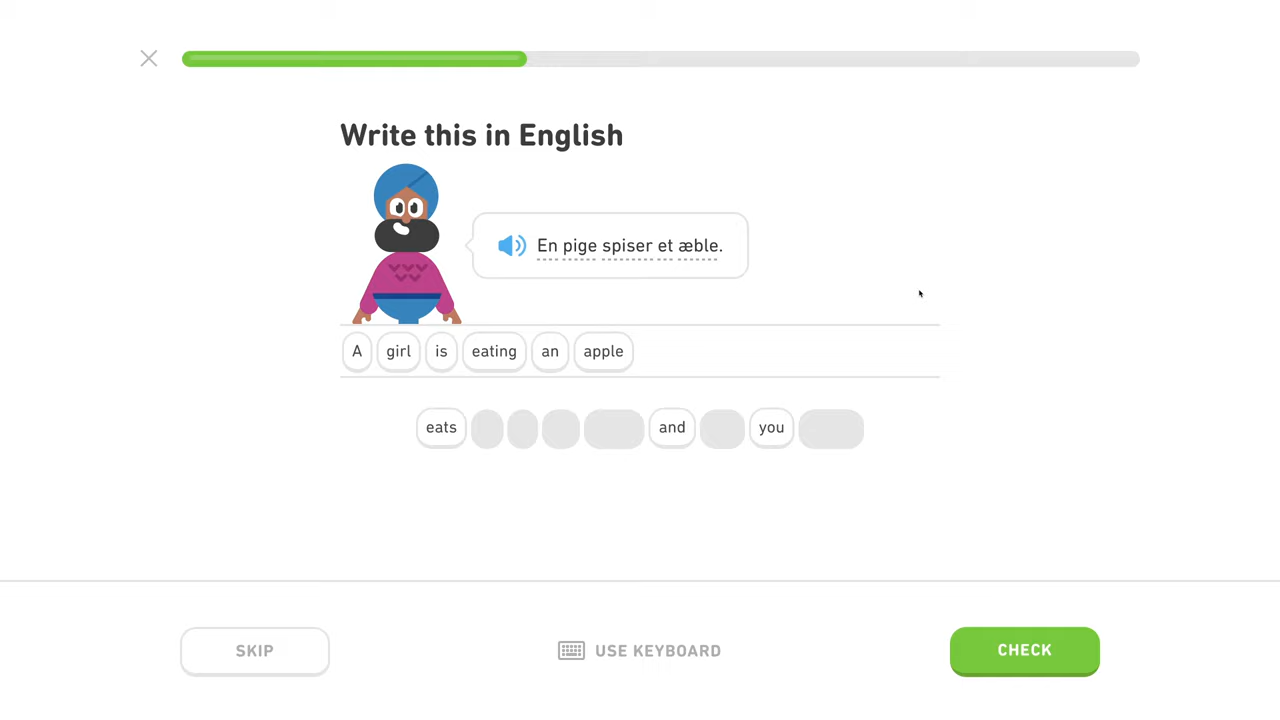 Write this in English
En pige spiser et æble.
A girl is eating an apple
eats and you
SKIP USE KEYBOARD CHECK